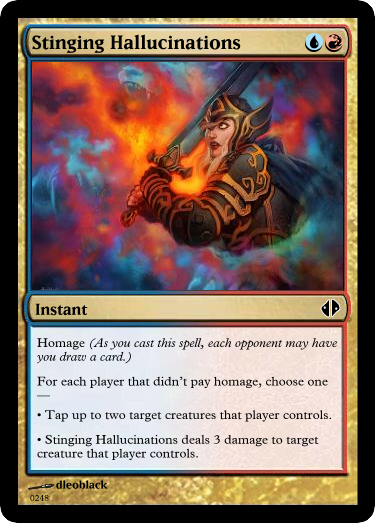 Stinging Hallucinations
Instant
Homage (As you cast this spell, each opponent may have
you draw a card.)
For each player that didn't pay homage, choose one
—
• Tap up to two target creatures that player controls.
• Stinging Hallucinations deals 3 damage to target
creature that player controls.
dleoblack
0248